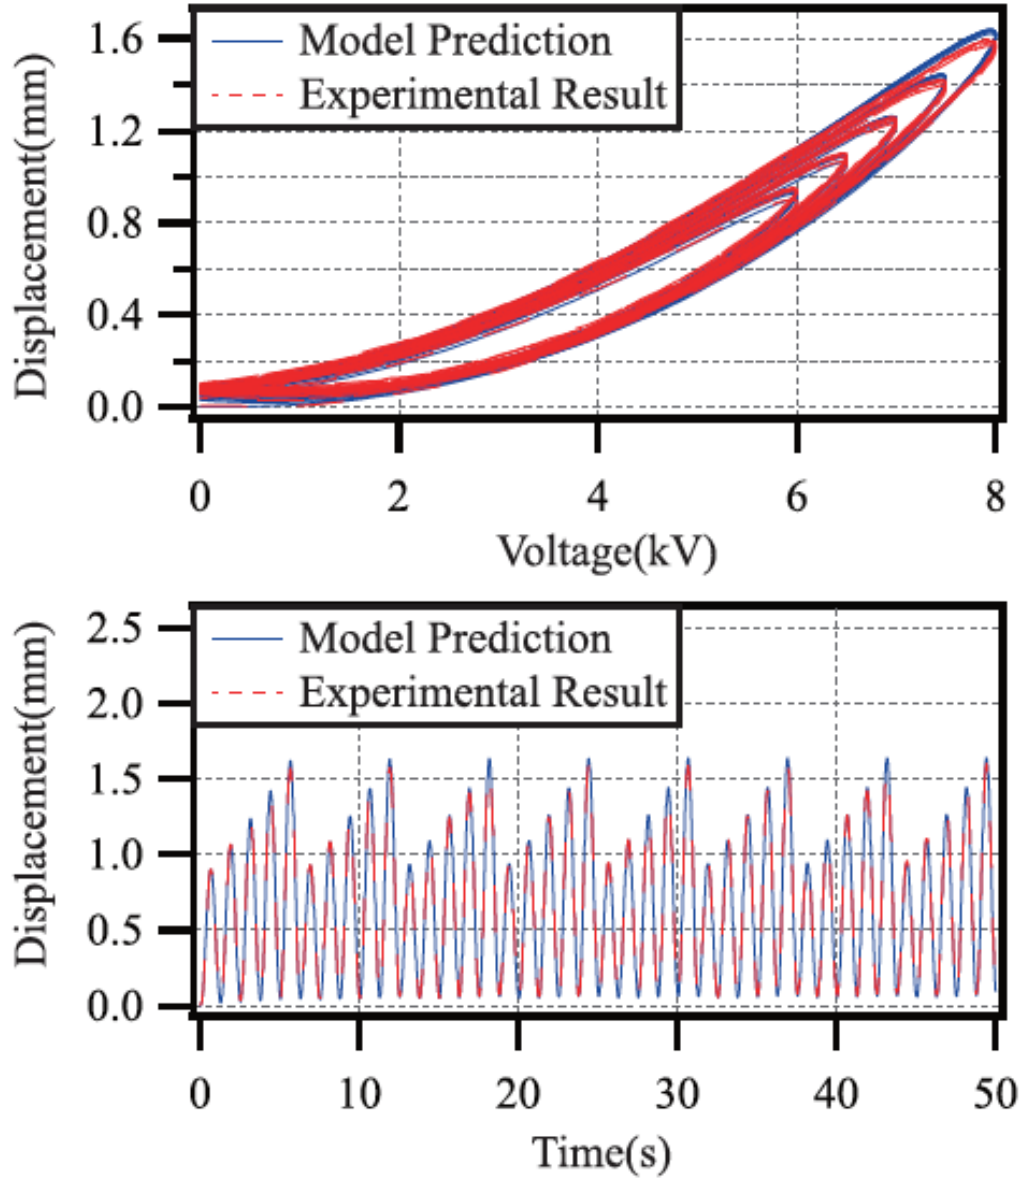 Model Prediction
Experimental Result
1.6
1.2
0.8
0.4
0.0
Displacement(mm)
0 2 4 6 8
Voltage(kV)
Model Prediction
Experimental Result
2.5
2.0
1.5
1.0
0.5
0.0
Displacement(mm)
0 10 20 30 40 50
Time(s)